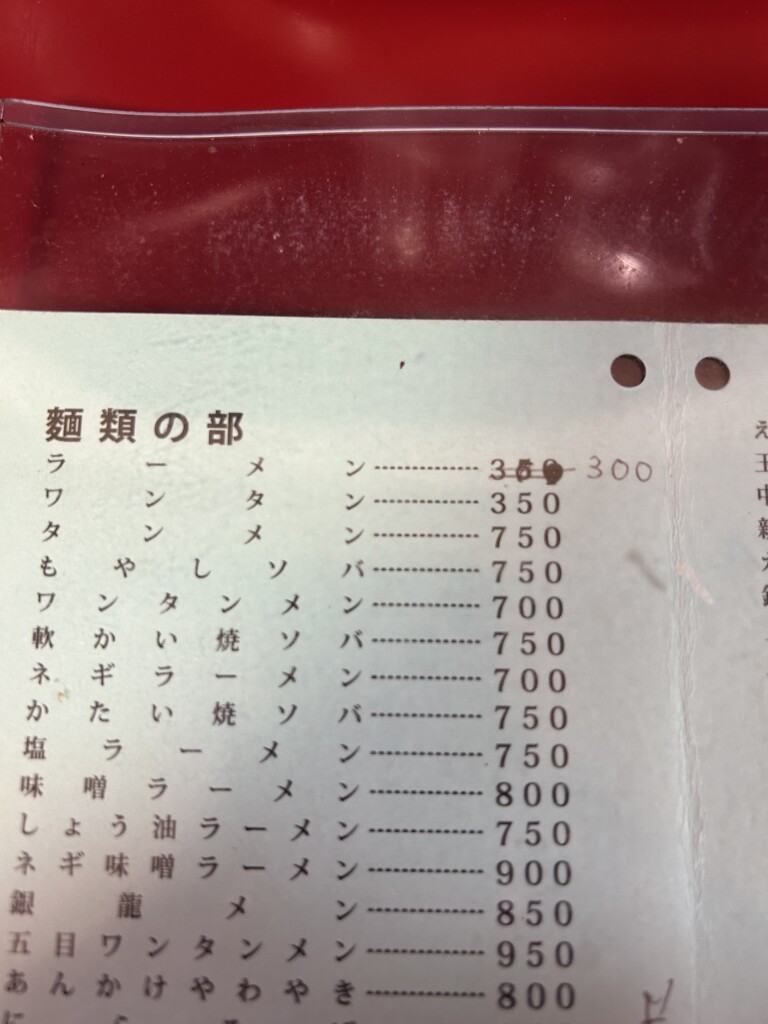 麵類の部
ラーメン………… 350 300
ワンタン………… 350
タンメン………… 750
もやしソバ………… 750
ワンタンメン………… 700
軟かい焼ソバ………… 750
ネギラーメン………… 700
かたい焼ソバ………… 750
塩ラーメン………… 750
味噌ラーメン………… 800
しょう油ラーメン………… 750
ネギ味噌ラーメン………… 900
銀龍メン………… 850
五目ワンタンメン………… 950
あんかけやわやき………… 800